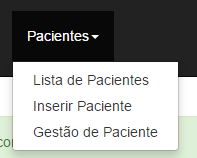 Pacientes
Lista de Pacientes
Inserir Paciente
Gestão de Paciente